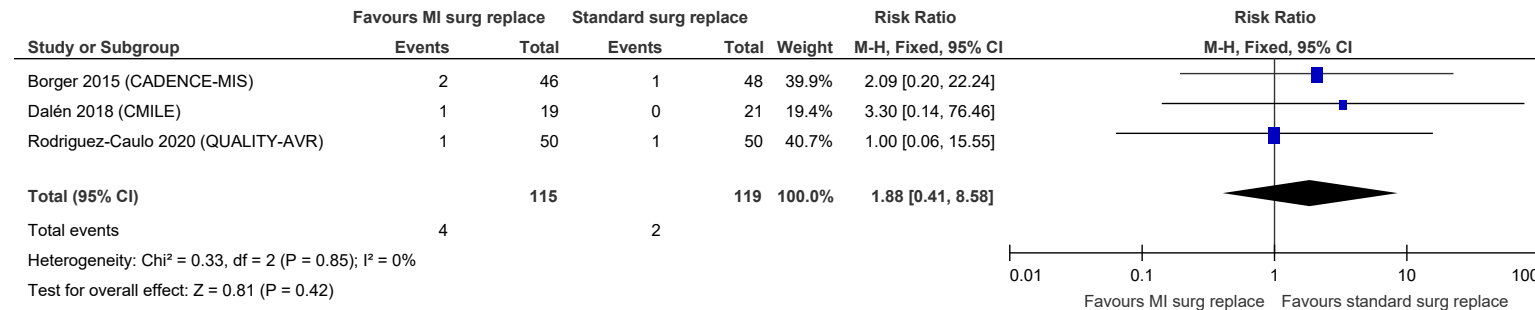 Favours MI surg replace Standard surg replace Risk Ratio Risk Ratio
Study or Subgroup Events Total Events Total Weight M-H, Fixed, 95% CI M-H, Fixed, 95% CI
Borger 2015 (CADENCE-MIS) 2 46 1 48 39.9% 2.09 [0.20, 22.24]
Dalén 2018 (CMILE) 1 19 0 21 19.4% 3.30 [0.14, 76.46]
Rodriguez-Caulo 2020 (QUALITY-AVR) 1 50 1 50 40.7% 1.00 [0.06, 15.55]
Total (95% CI) 115 119 100.0% 1.88 [0.41, 8.58]
Total events 4 2
Heterogeneity: Chi² = 0.33, df = 2 (P = 0.85); I² = 0%
Test for overall effect: Z = 0.81 (P = 0.42)
0.01 0.1 1 10 100
Favours MI surg replace Favours standard surg replace